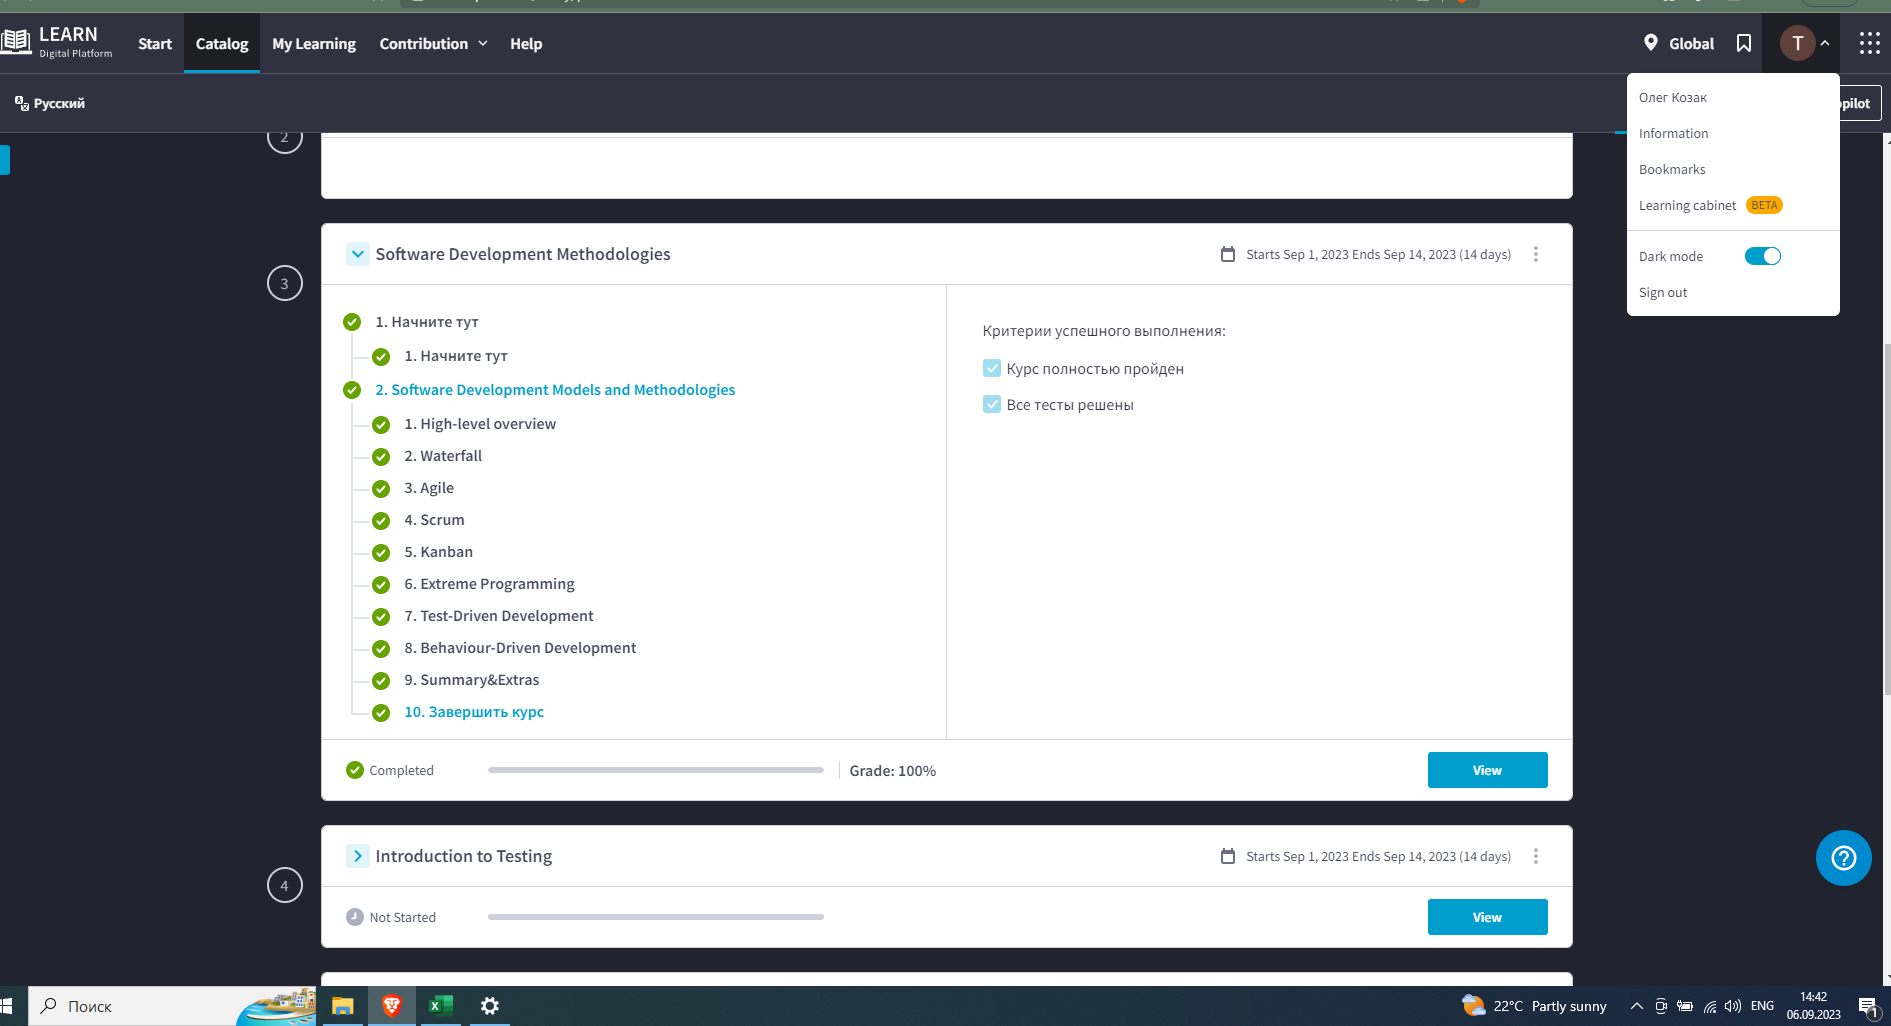 LEARN
Digital Platform
Start
Catalog
My Learning
Contribution
Help
Global
T
Русский
Олег Козак
Information
Bookmarks
Learning cabinet BETA
Dark mode
Sign out
2
3
Software Development Methodologies
Starts Sep 1, 2023 Ends Sep 14, 2023 (14 days)
1. Начните тут
1. Начните тут
2. Software Development Models and Methodologies
1. High-level overview
2. Waterfall
3. Agile
4. Scrum
5. Kanban
6. Extreme Programming
7. Test-Driven Development
8. Behaviour-Driven Development
9. Summary&Extras
10. Завершить курс
Критерии успешного выполнения:
Курс полностью пройден
Все тесты решены
Completed
Grade: 100%
View
4
Introduction to Testing
Starts Sep 1, 2023 Ends Sep 14, 2023 (14 days)
Not Started
View
Поиск
22°C Partly sunny
ENG
14:42
06.09.2023
1